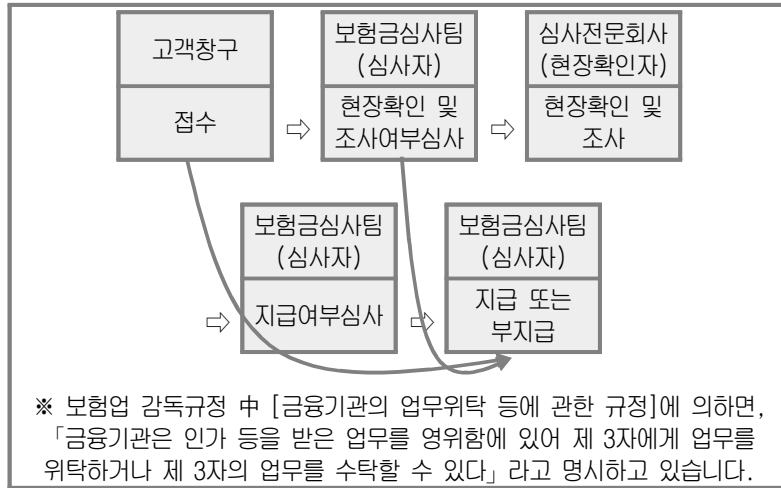 고객창구
접수
⇨
보험금심사팀
(심사자)
현장확인 및
조사여부심사
⇨
심사전문회사
(현장확인자)
현장확인 및
조사
⇨
보험금심사팀
(심사자)
지급여부심사
⇨
보험금심사팀
(심사자)
지급 또는
부지급
※ 보험업 감독규정 中 [금융기관의 업무위탁 등에 관한 규정]에 의하면,
「금융기관은 인가 등을 받은 업무를 영위함에 있어 제 3자에게 업무를
위탁하거나 제 3자의 업무를 수탁할 수 있다」 라고 명시하고 있습니다.